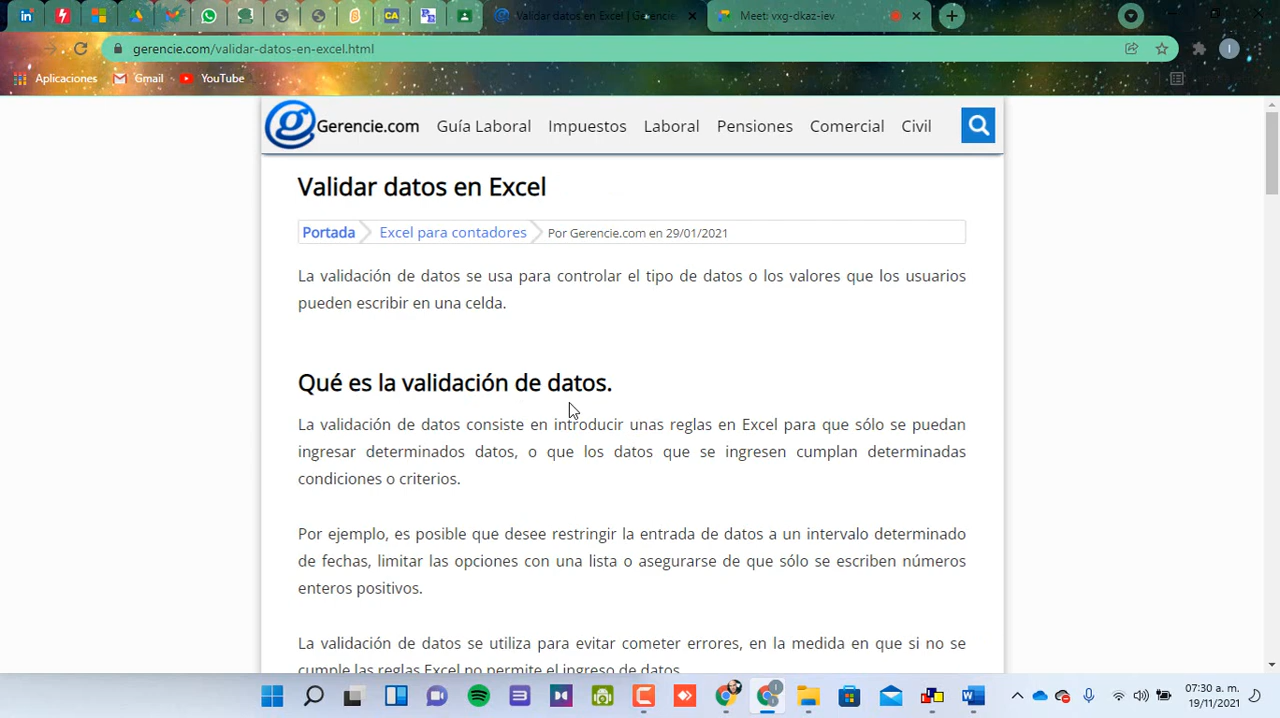 CA
Validar datos en Excel | Gerencie
Meet: vxg-dkaz-iev
gerencie.com/validar-datos-en-excel.html
I
Aplicaciones
Gmail
YouTube
Gerencie.com
Guía Laboral
Impuestos
Laboral
Pensiones
Comercial
Civil
Validar datos en Excel
Portada
Excel para contadores
Por Gerencie.com en 29/01/2021
La validación de datos se usa para controlar el tipo de datos o los valores que los usuarios
pueden escribir en una celda.
Qué es la validación de datos.
La validación de datos consiste en introducir unas reglas en Excel para que sólo se puedan
ingresar determinados datos, o que los datos que se ingresen cumplan determinadas
condiciones o criterios.
Por ejemplo, es posible que desee restringir la entrada de datos a un intervalo determinado
de fechas, limitar las opciones con una lista o asegurarse de que sólo se escriben números
enteros positivos.
La validación de datos se utiliza para evitar cometer errores, en la medida en que si no se
cumple las reglas Excel no permite el ingreso de datos.
07:30 a. m.
19/11/2021